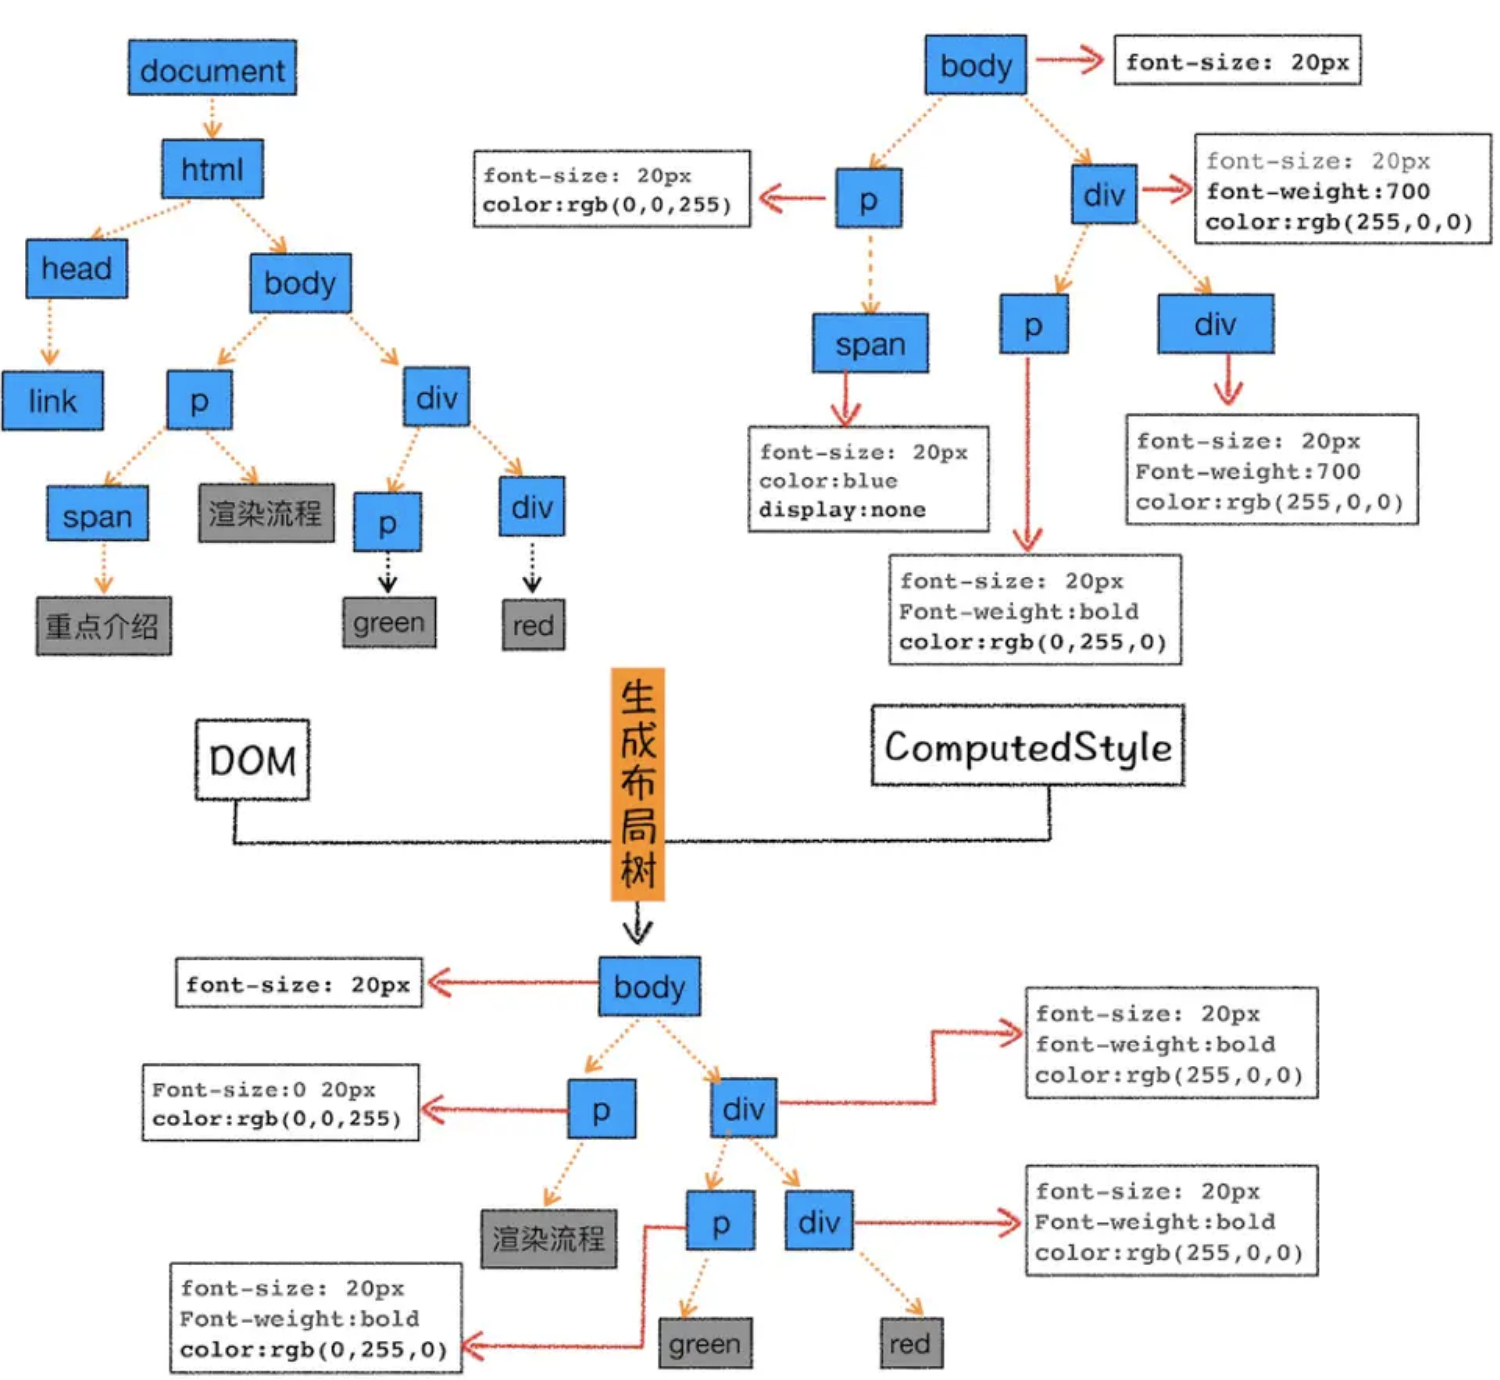 document
html
head
body
link
p
div
span
渲染流程
p
div
重点介绍
green
red
body
font-size: 20px
font-size: 20px
color:rgb(0,0,255)
p
div
font-size: 20px
font-weight:700
color:rgb(255,0,0)
span
p
div
font-size: 20px
color:blue
display:none
font-size: 20px
Font-weight:700
color:rgb(255,0,0)
font-size: 20px
Font-weight:bold
color:rgb(0,255,0)
DOM
生成布局树
ComputedStyle
font-size: 20px
body
font-size: 20px
font-weight:bold
color:rgb(255,0,0)
Font-size:0 20px
color:rgb(0,0,255)
p
div
p
div
font-size: 20px
Font-weight:bold
color:rgb(255,0,0)
渲染流程
font-size: 20px
Font-weight:bold
color:rgb(0,255,0)
green
red